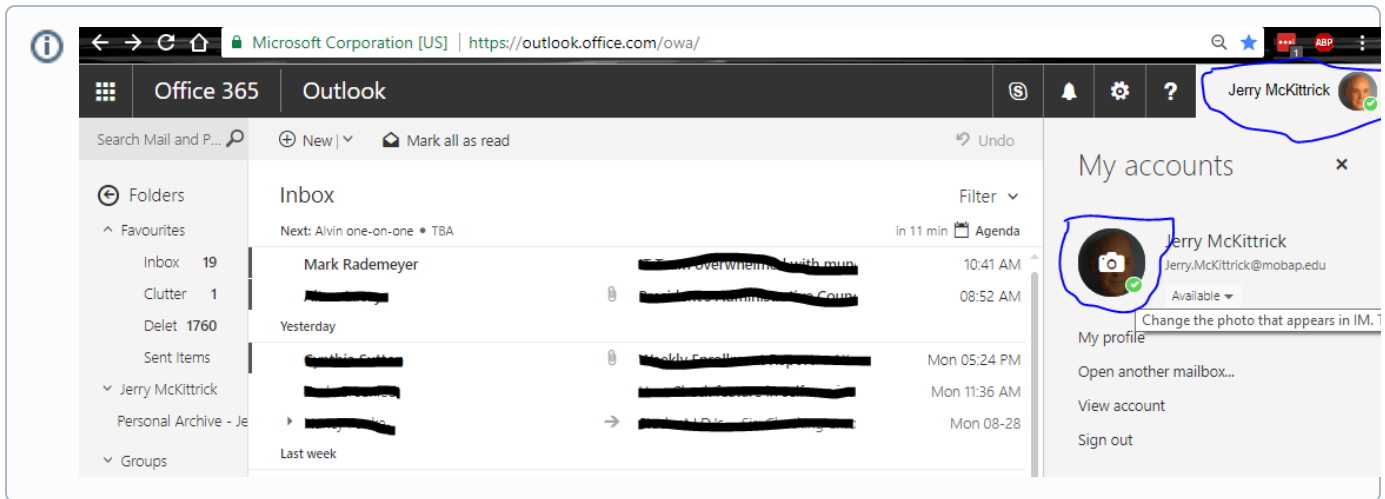 Microsoft Corporation [US] | https://outlook.office.com/owa/
1
ABP
Office 365 Outlook
Jerry McKittrick
Search Mail and P...
New
Mark all as read
Undo
My accounts
Folders
Inbox
Filter
Favourites
Next: Alvin one-on-one • TBA
in 11 min
Agenda
Jerry McKittrick
Jerry.McKittrick@mobap.edu
Available
Change the photo that appears in IM. T
Inbox 19
Mark Rademeyer
10:41 AM
Clutter 1
08:52 AM
Delet 1760
Yesterday
Sent Items
Mon 05:24 PM
Jerry McKittrick
Mon 11:36 AM
Personal Archive - Je
Mon 08-28
Groups
Last week
My profile
Open another mailbox...
View account
Sign out